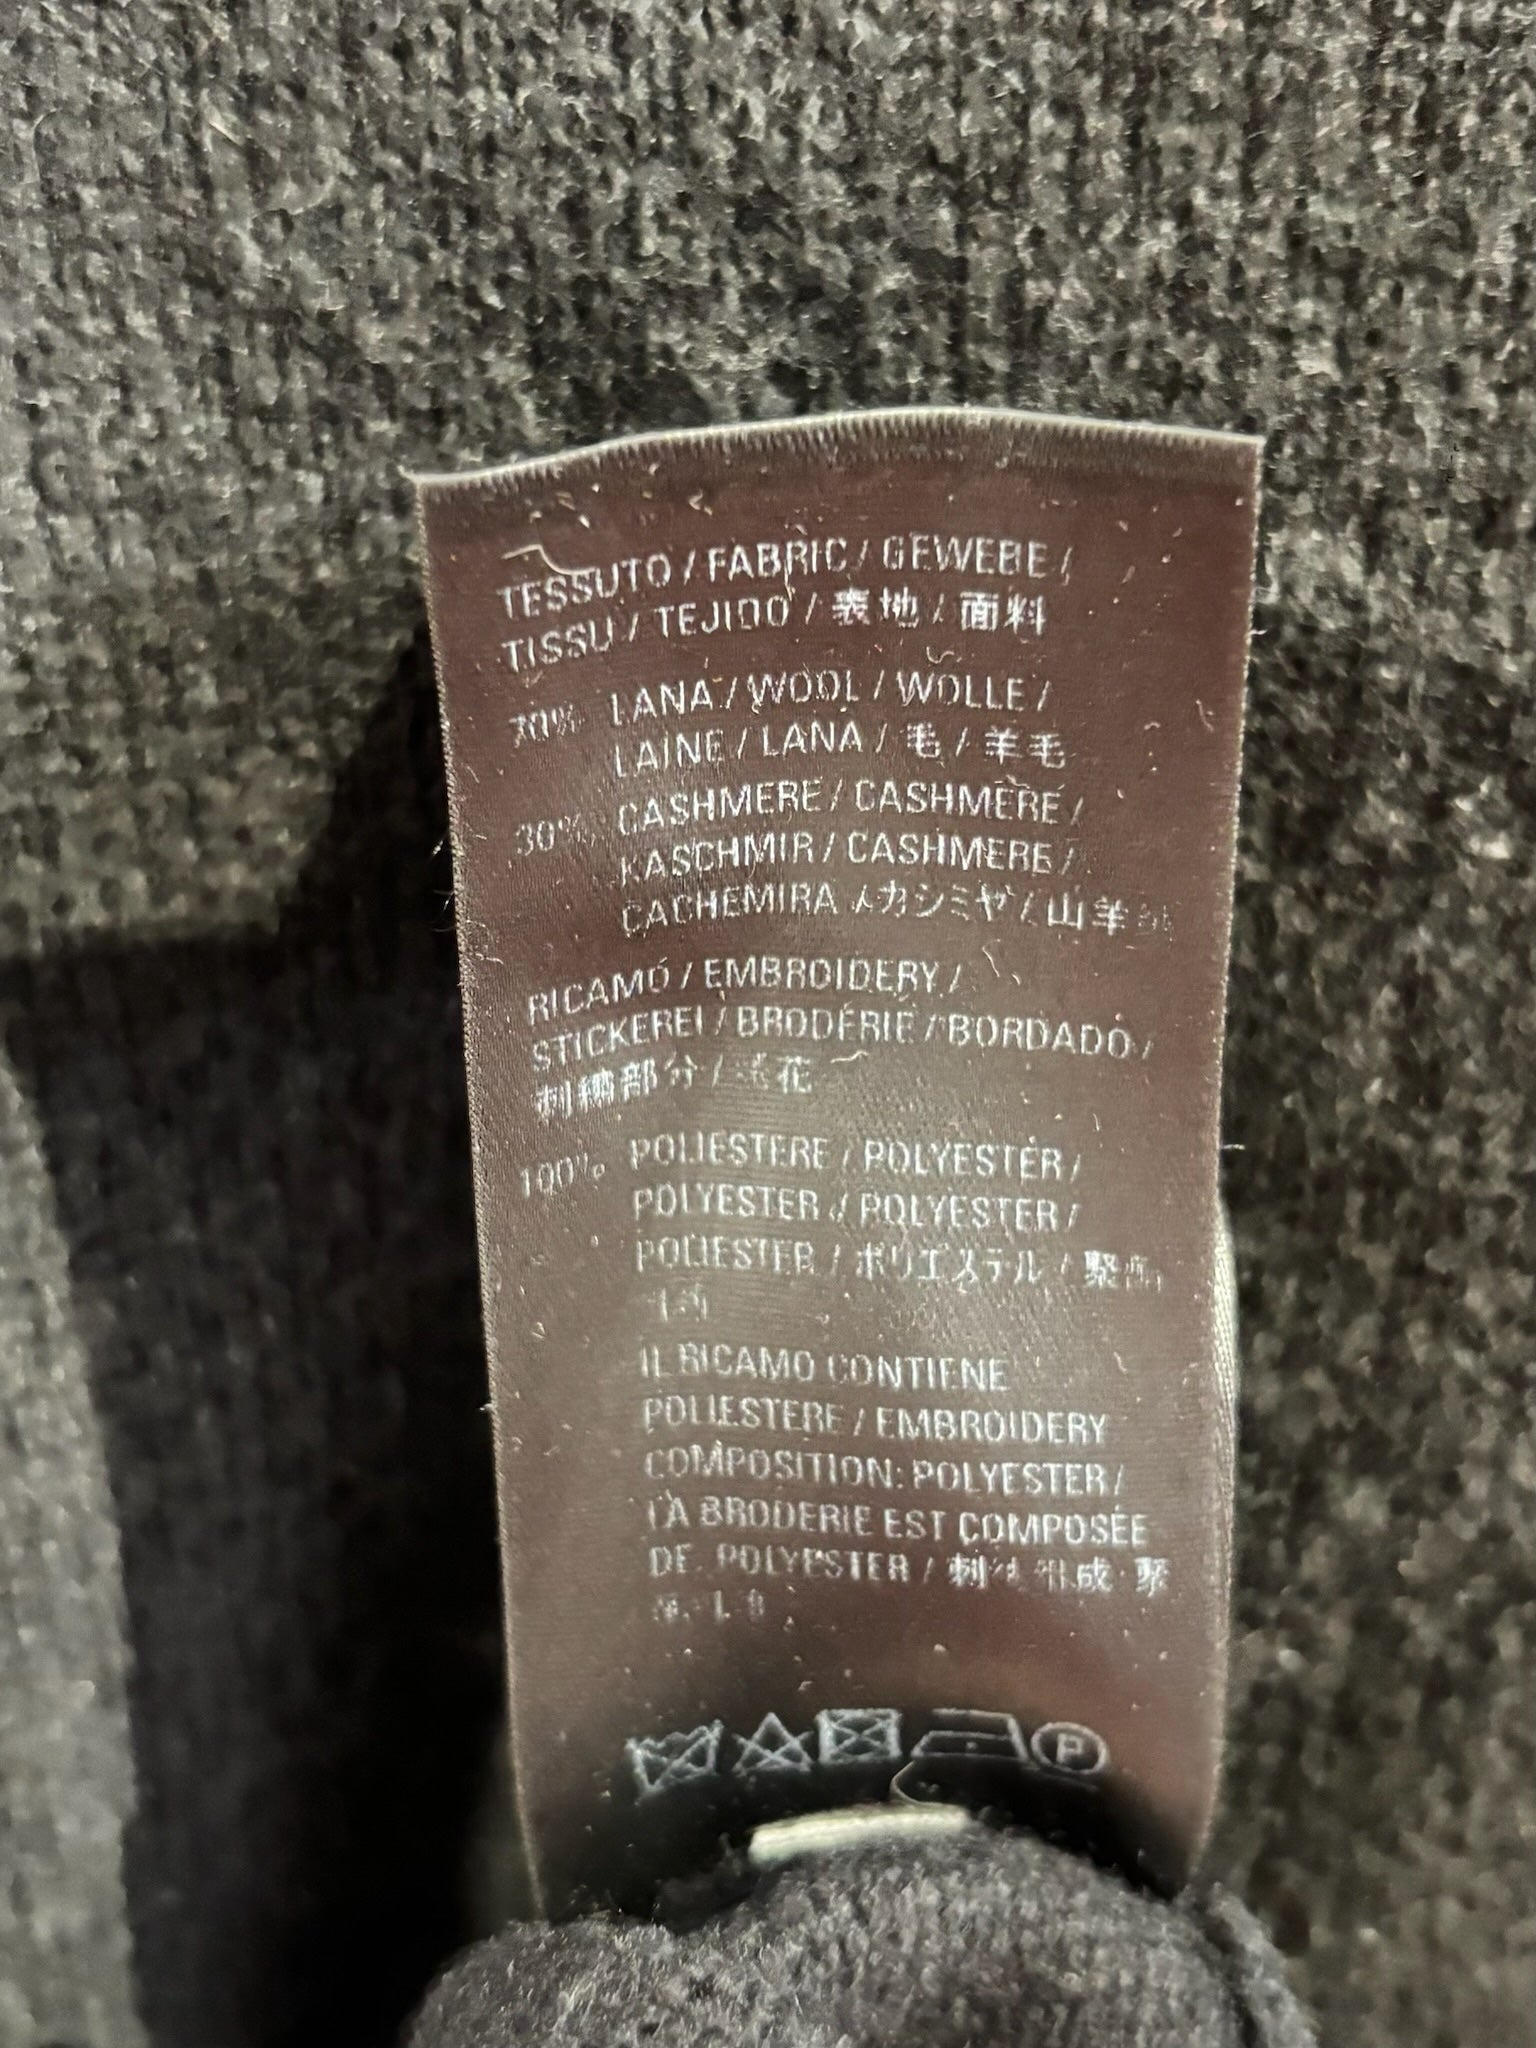 TESSUTO / FABRIC / GEWEBE /
TISSU / TEJIDO / 表地 / 面料
70% LANA / WOOL / WOLLE /
LAINE / LANA / 毛 / 羊毛
30% CASHMERE / CASHMERE /
KASCHMIR / CASHMERE /
CACHEMIRA / カシミヤ / 山羊绒
RICAMO / EMBROIDERY /
STICKEREI / BRODERIE / BORDADO /
刺繍部分 /
100% POLIESTERE / POLYESTER /
POLYESTER / POLYESTER /
POLIESTER / ポリエステル /
IL RICAMO CONTIENE
POLIESTERE / EMBROIDERY
COMPOSITION: POLYESTER /
LA BRODERIE EST COMPOSÉE
DE POLYESTER /
P